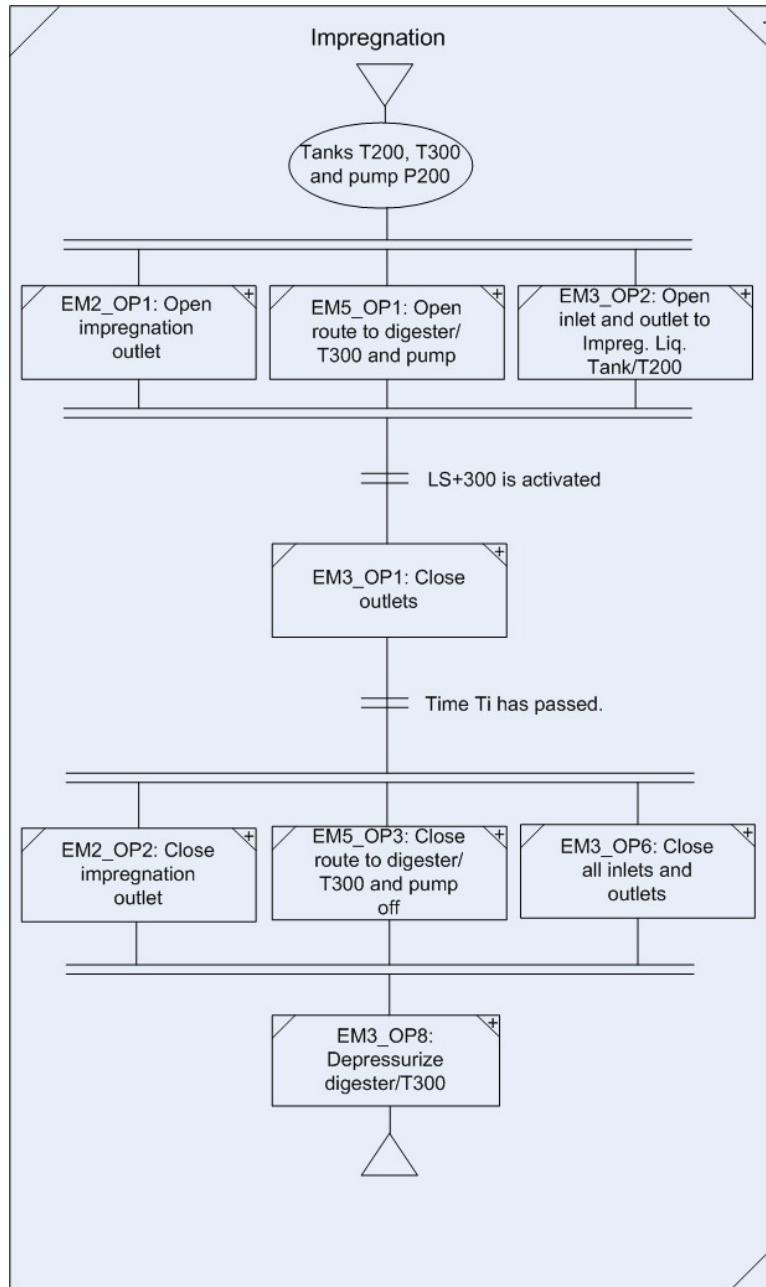 Impregnation
Tanks T200, T300
and pump P200
EM2_OP1: Open
impregnation
outlet
+
EM5_OP1: Open
route to digester/
T300 and pump
+
EM3_OP2: Open
inlet and outlet to
Impreg. Liq.
Tank/T200
+
LS+300 is activated
EM3_OP1: Close
outlets
+
Time Ti has passed.
EM2_OP2: Close
impregnation
outlet
+
EM5_OP3: Close
route to digester/
T300 and pump
off
+
EM3_OP6: Close
all inlets and
outlets
+
EM3_OP8:
Depressurize
digester/T300
+